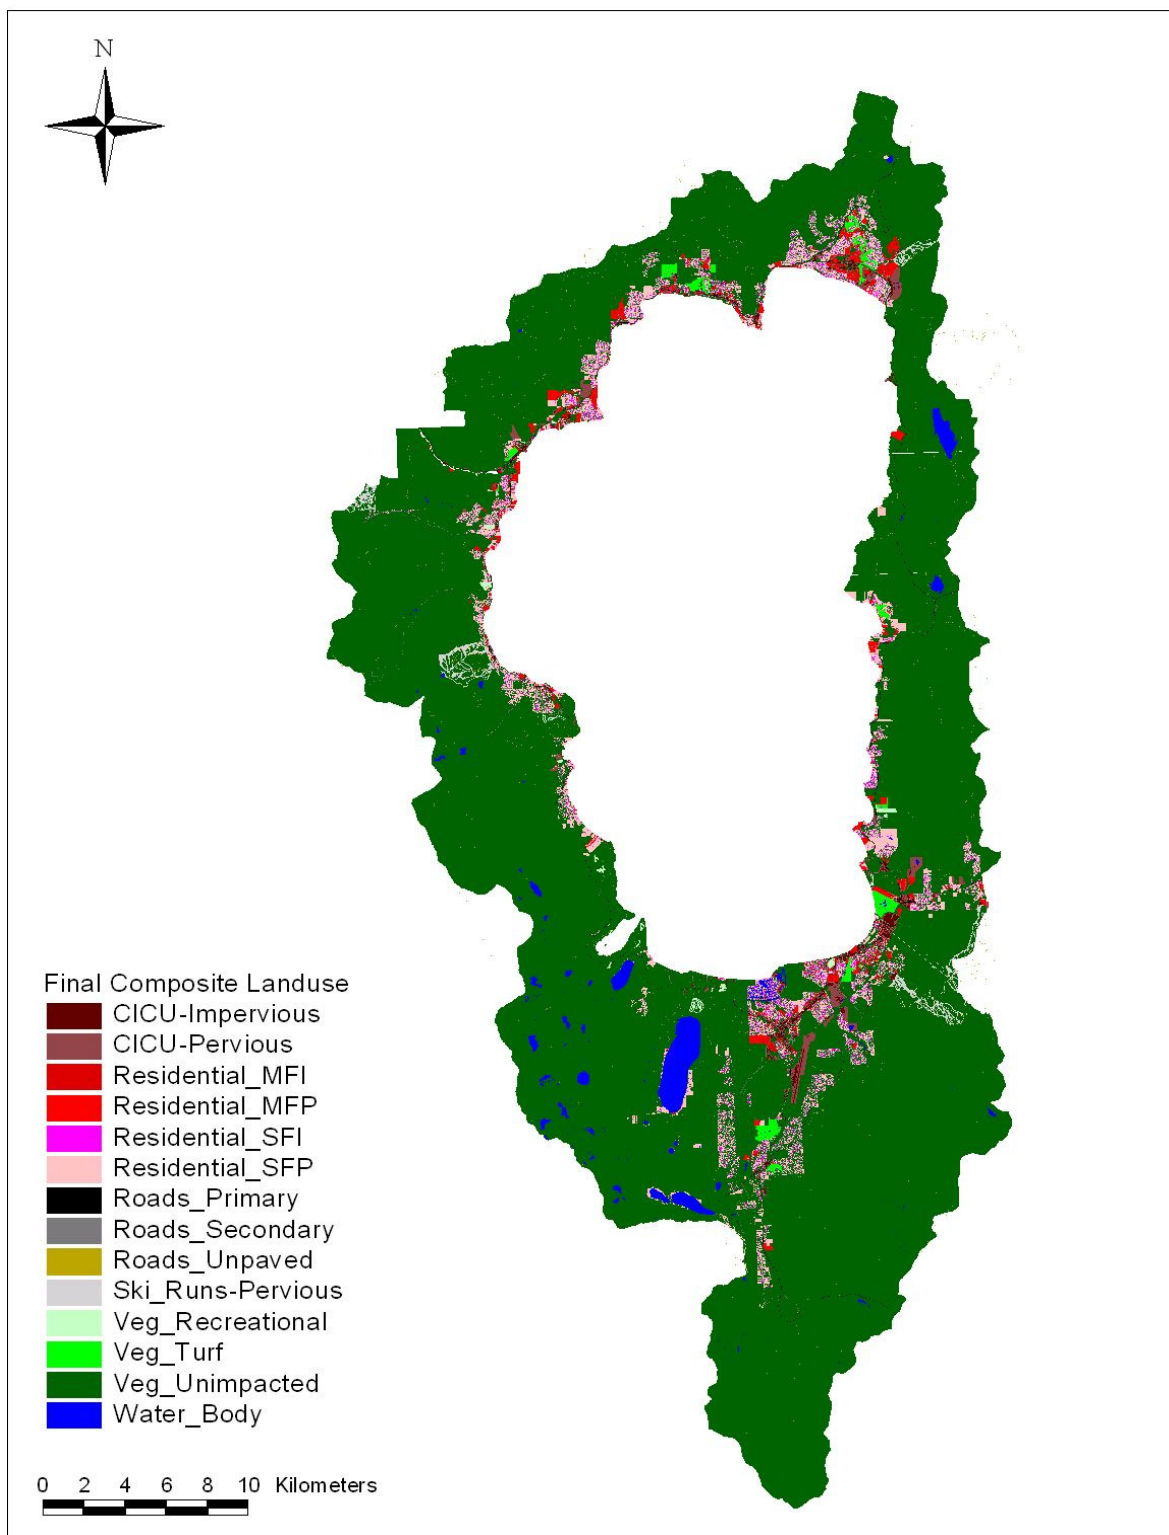 N
Final Composite Landuse
CICU-Impervious
CICU-Pervious
Residential_MFI
Residential_MFP
Residential_SFI
Residential_SFP
Roads_Primary
Roads_Secondary
Roads_Unpaved
Ski_Runs-Pervious
Veg_Recreational
Veg_Turf
Veg_Unimpacted
Water_Body
0 2 4 6 8 10 Kilometers